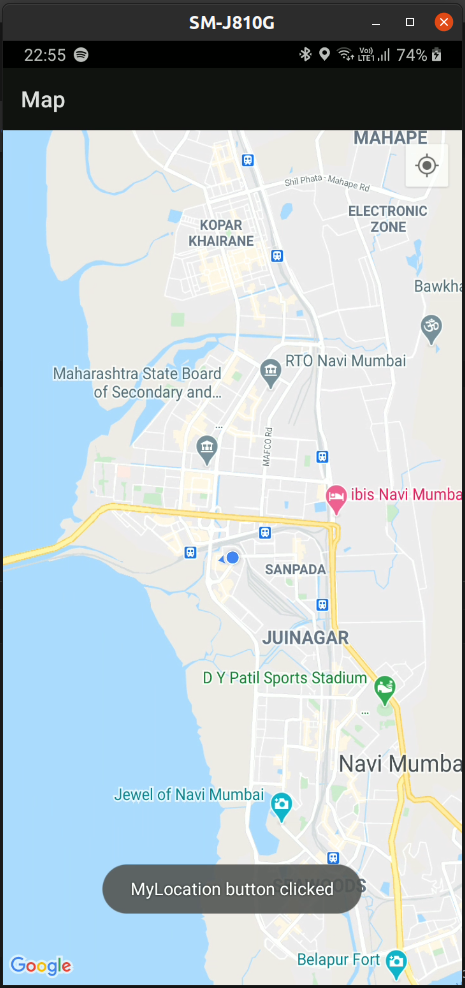 SM-J810G
22:55
Vo))
LTE1
74%
Map
MAHAPE
Shil Phata - Mahape Rd
KOPAR
KHAIRANE
ELECTRONIC
ZONE
Bawkha
RTO Navi Mumbai
Maharashtra State Board
of Secondary and...
MAFCO Rd
ibis Navi Mumba
SANPADA
JUINAGAR
D Y Patil Sports Stadium
Navi Mumba
Jewel of Navi Mumbai
MyLocation button clicked
Belapur Fort
Google